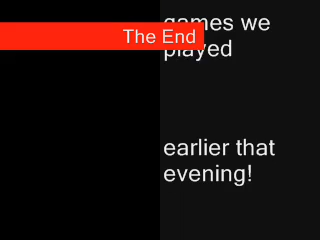 games we
The End
played
earlier that
evening!